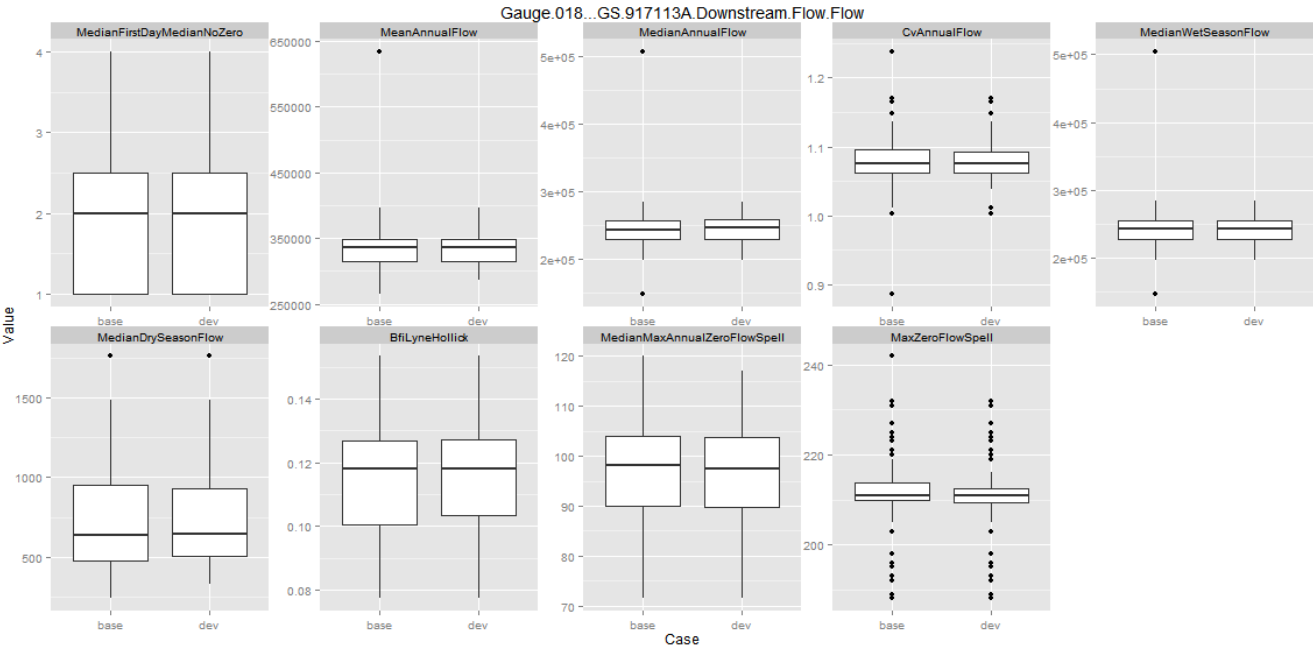 Gauge.018...GS.917113A.Downstream.Flow.Flow
MedianFirstDayMedianNoZero
MeanAnnualFlow
MedianAnnualFlow
CvAnnualFlow
MedianWetSeasonFlow
4
3
2
1
650000
550000
450000
350000
250000
5e+05
4e+05
3e+05
2e+05
1.2
1.1
1.0
0.9
5e+05
4e+05
3e+05
2e+05
base dev
base dev
base dev
base dev
base dev
Value
MedianDrySeasonFlow
BfiLyneHollick
MedianMaxAnnualZeroFlowSpell
MaxZeroFlowSpell
1500
1000
500
0.14
0.12
0.10
0.08
120
110
100
90
80
70
240
220
200
base dev
base dev
base dev
base dev
Case